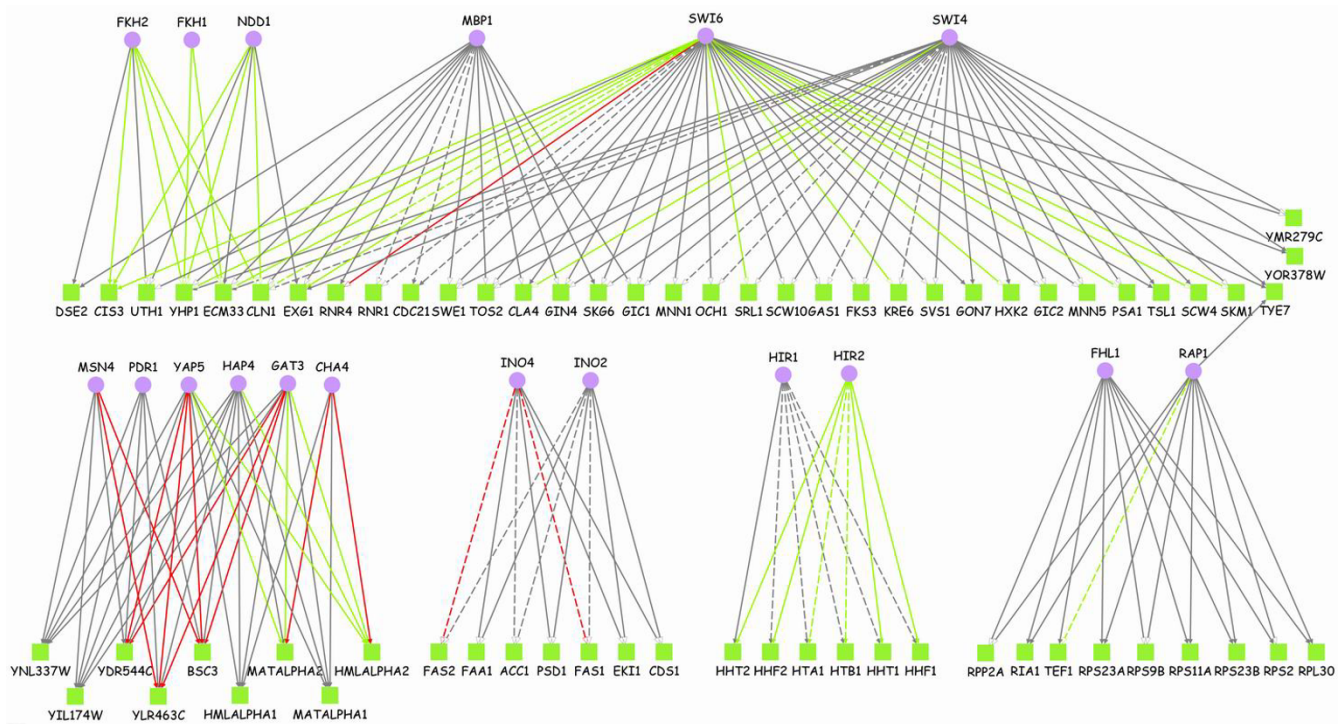 FKH2 FKH1 NDD1 MBP1 SWI6 SWI4
YMR279C
YOR378W
DSE2 CIS3 UTH1 YHP1 ECM33 CLN1 EXG1 RNR4 RNR1 CDC21 SWE1 TOS2 CLA4 GIN4 SKG6 GIC1 MNN1 OCH1 SRL1 SCW10 GAS1 FKS3 KRE6 SVS1 GON7 HXK2 GIC2 MNN5 PSA1 TSL1 SCW4 SKM1 TYE7
MSN4 PDR1 YAP5 HAP4 GAT3 CHA4 INO4 INO2 HIR1 HIR2 FHL1 RAP1
YNL337W YDR544C BSC3 MATALPHA2 HMLALPHA2 FAS2 FAA1 ACC1 PSD1 FAS1 EKI1 CDS1 HHT2 HHF2 HTA1 HTB1 HHT1 HHF1 RPP2A RIA1 TEF1 RPS23A RPS9B RPS11A RPS23B RPS2 RPL30
YIL174W YLR463C HMLALPHA1 MATALPHA1